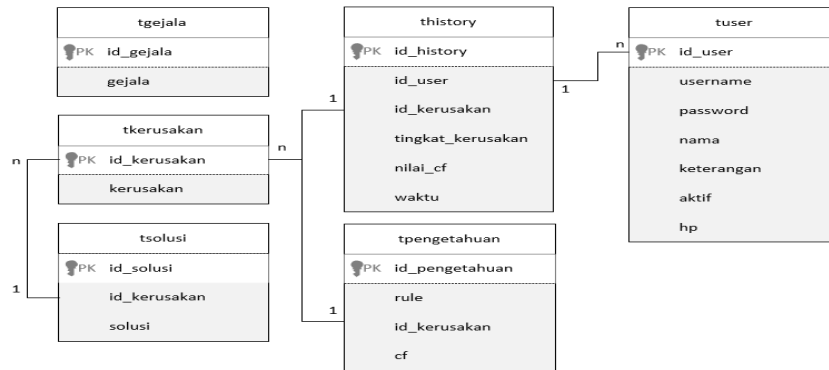 tgejala
PK id_gejala
gejala
tkerusakan
PK id_kerusakan
kerusakan
tsolusi
PK id_solusi
id_kerusakan
solusi
n
1
n
1
1
thistory
PK id_history
id_user
id_kerusakan
tingkat_kerusakan
nilai_cf
waktu
tpengetahuan
PK id_pengetahuan
rule
id_kerusakan
cf
1
n
tuser
PK id_user
username
password
nama
keterangan
aktif
hp